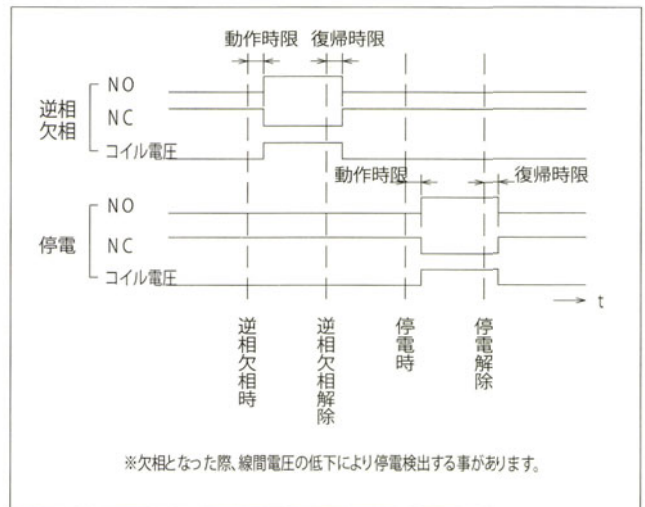 動作時限 復帰時限
逆相
欠相
NO
NC
コイル電圧
動作時限 復帰時限
停電
NO
NC
コイル電圧
t
逆相欠相時
逆相欠相解除
停電時
停電解除
※欠相となった際、線間電圧の低下により停電検出する事があります。